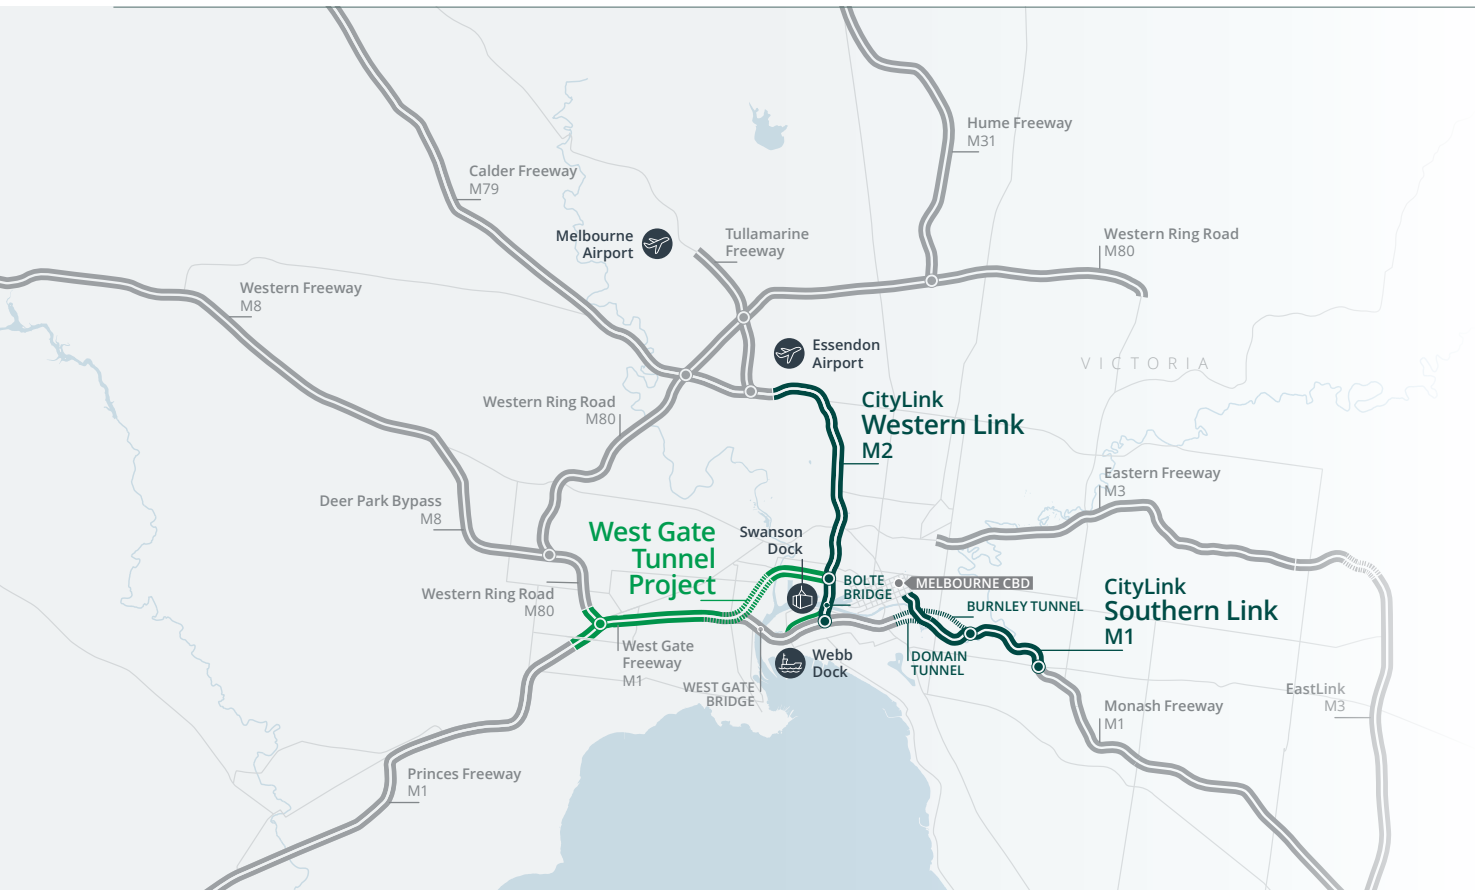 Hume Freeway
M31
Calder Freeway
M79
Melbourne
Airport
Tullamarine
Freeway
Western Ring Road
M80
Western Freeway
M8
Essendon
Airport
VICTORIA
Western Ring Road
M80
CityLink
Western Link
M2
Eastern Freeway
M3
Deer Park Bypass
M8
West Gate
Tunnel
Project
Swanson
Dock
BOLTE
BRIDGE
MELBOURNE CBD
BURNLEY TUNNEL
CityLink
Southern Link
M1
Western Ring Road
M80
West Gate
Freeway
M1
WEST GATE
BRIDGE
Webb
Dock
DOMAIN
TUNNEL
EastLink
M3
Monash Freeway
M1
Princes Freeway
M1